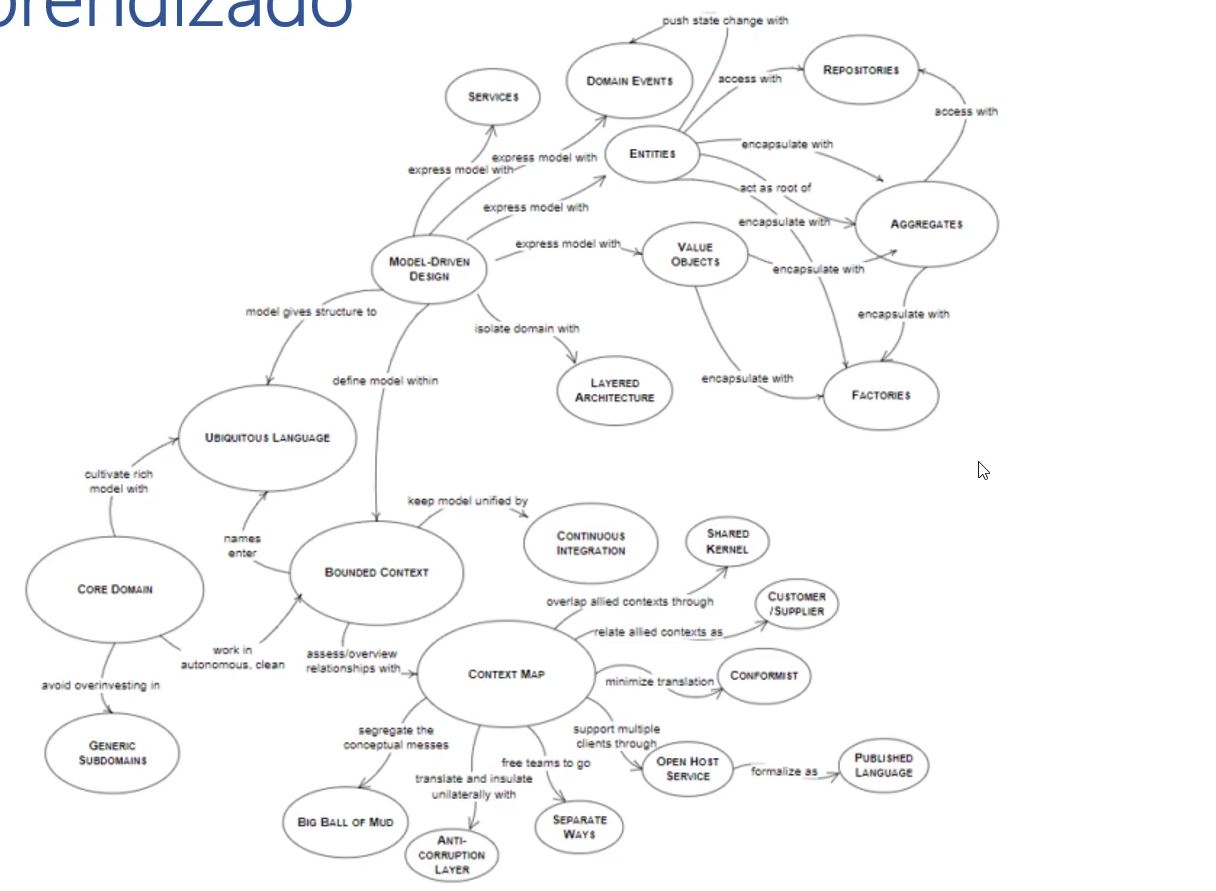 prendizado
push state change with
DOMAIN EVENTS
REPOSITORIES
access with
SERVICES
access with
ENTITIES
encapsulate with
express model with
express model with
act as root of
express model with
encapsulate with
AGGREGATES
express model with
VALUE
OBJECTS
encapsulate with
MODEL-DRIVEN
DESIGN
model gives structure to
isolate domain with
encapsulate with
define model within
encapsulate with
LAYERED
ARCHITECTURE
FACTORIES
UBIQUITOUS LANGUAGE
cultivate rich
model with
keep model unified by
names
enter
CONTINUOUS
INTEGRATION
SHARED
KERNEL
CORE DOMAIN
BOUNDED CONTEXT
overlap allied contexts through
CUSTOMER
/SUPPLIER
relate allied contexts as
work in
autonomous, clean
assess/overview
relationships with
CONTEXT MAP
minimize translation
CONFORMIST
avoid overinvesting in
GENERIC
SUBDOMAINS
segregate the
conceptual messes
support multiple
clients through
free teams to go
OPEN HOST
SERVICE
formalize as
PUBLISHED
LANGUAGE
translate and insulate
unilaterally with
BIG BALL OF MUD
SEPARATE
WAYS
ANTI-
CORRUPTION
LAYER